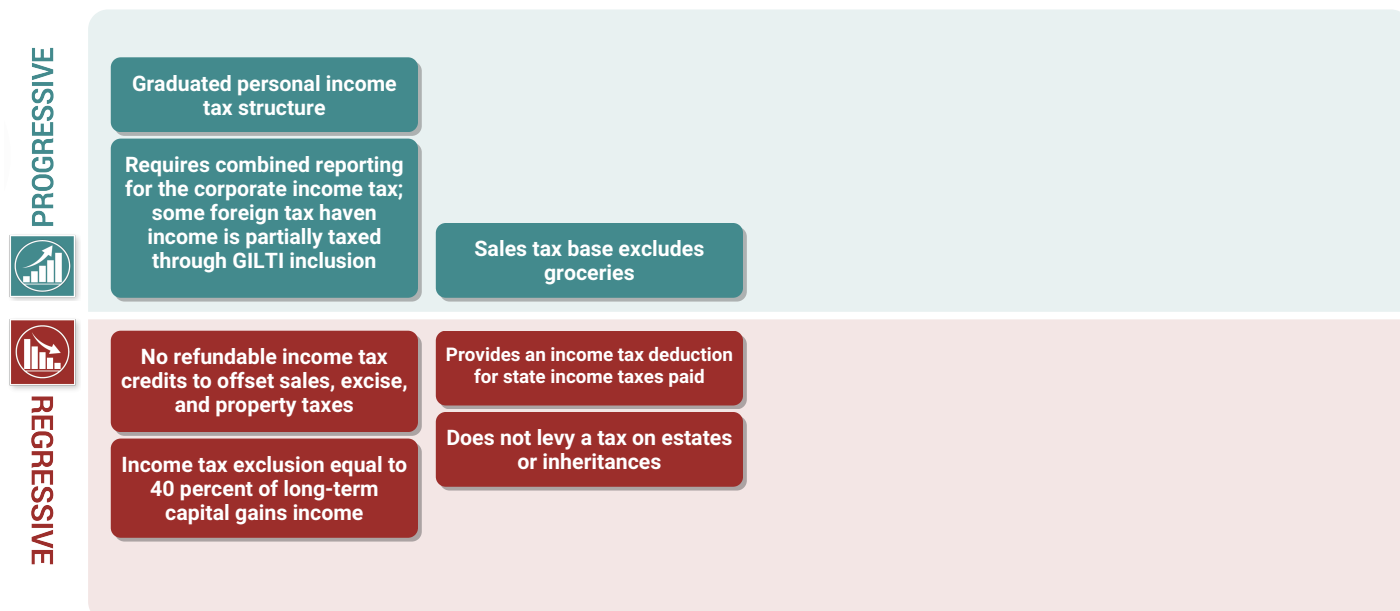 PROGRESSIVE
Graduated personal income
tax structure
Requires combined reporting
for the corporate income tax;
some foreign tax haven
income is partially taxed
through GILTI inclusion
Sales tax base excludes
groceries
REGRESSIVE
No refundable income tax
credits to offset sales, excise,
and property taxes
Income tax exclusion equal to
40 percent of long-term
capital gains income
Provides an income tax deduction
for state income taxes paid
Does not levy a tax on estates
or inheritances